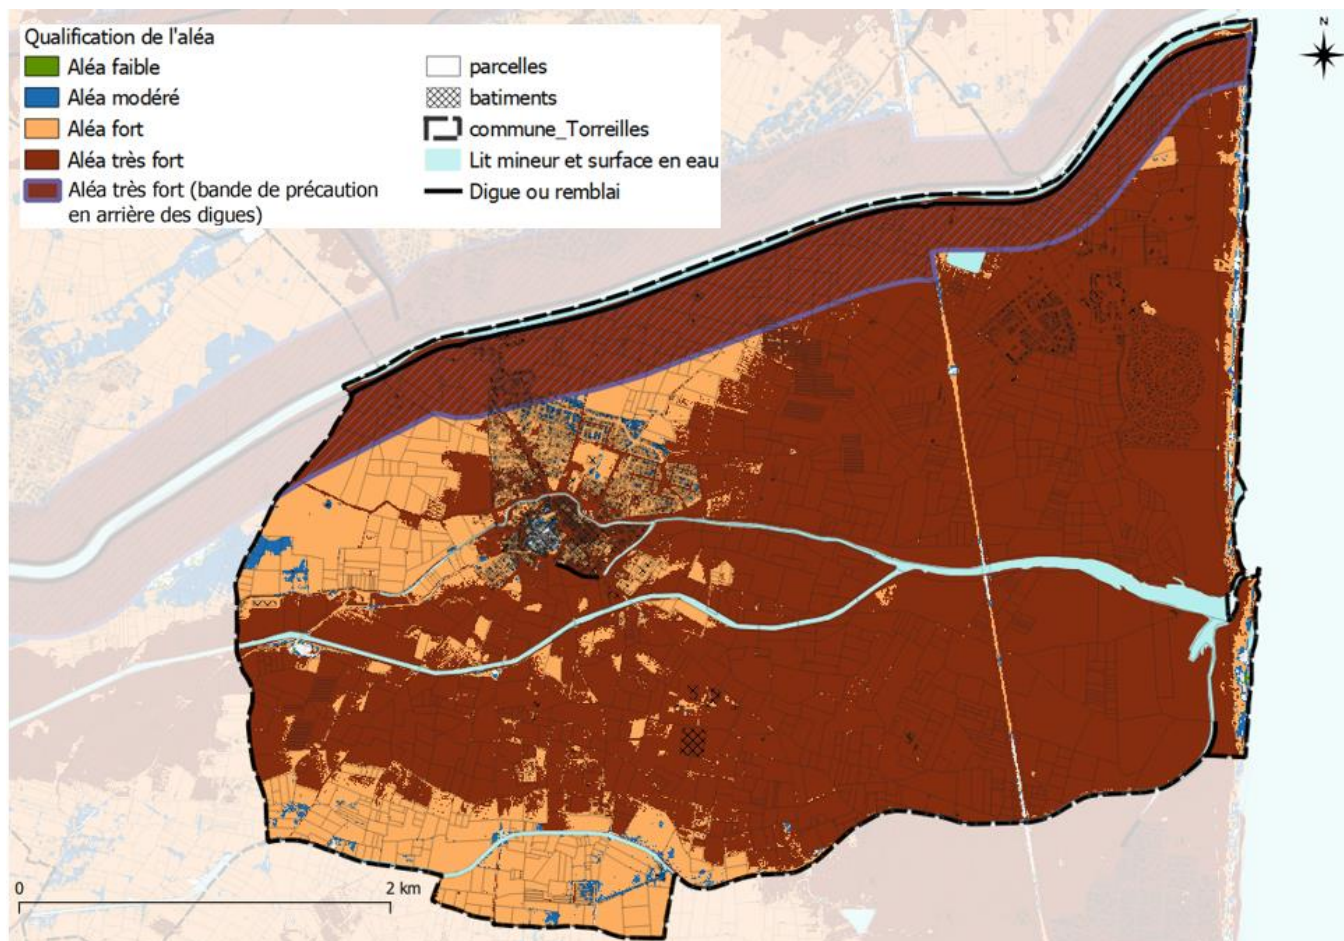 Qualification de l'aléa
Aléa faible
Aléa modéré
Aléa fort
Aléa très fort
Aléa très fort (bande de précaution
en arrière des digues)
parcelles
batiments
commune_Torreilles
Lit mineur et surface en eau
Digue ou remblai
N
0
2 km